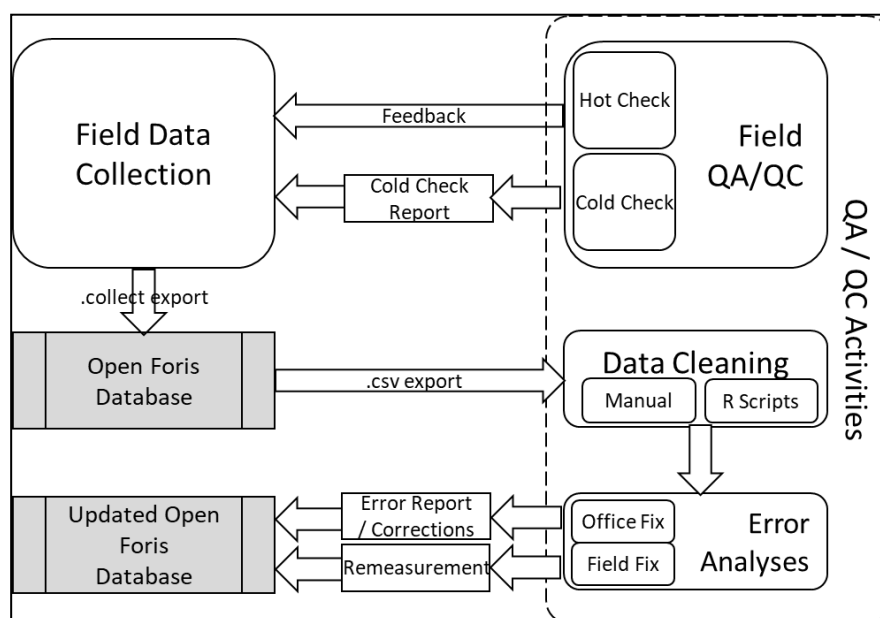 Field Data
Collection
Feedback
Hot Check
Field
QA/QC
Cold Check
Report
Cold Check
QA / QC Activities
.collect export
Open Foris
Database
.csv export
Data Cleaning
Manual
R Scripts
Updated Open
Foris
Database
Error Report
/ Corrections
Remeasurement
Office Fix
Field Fix
Error
Analyses